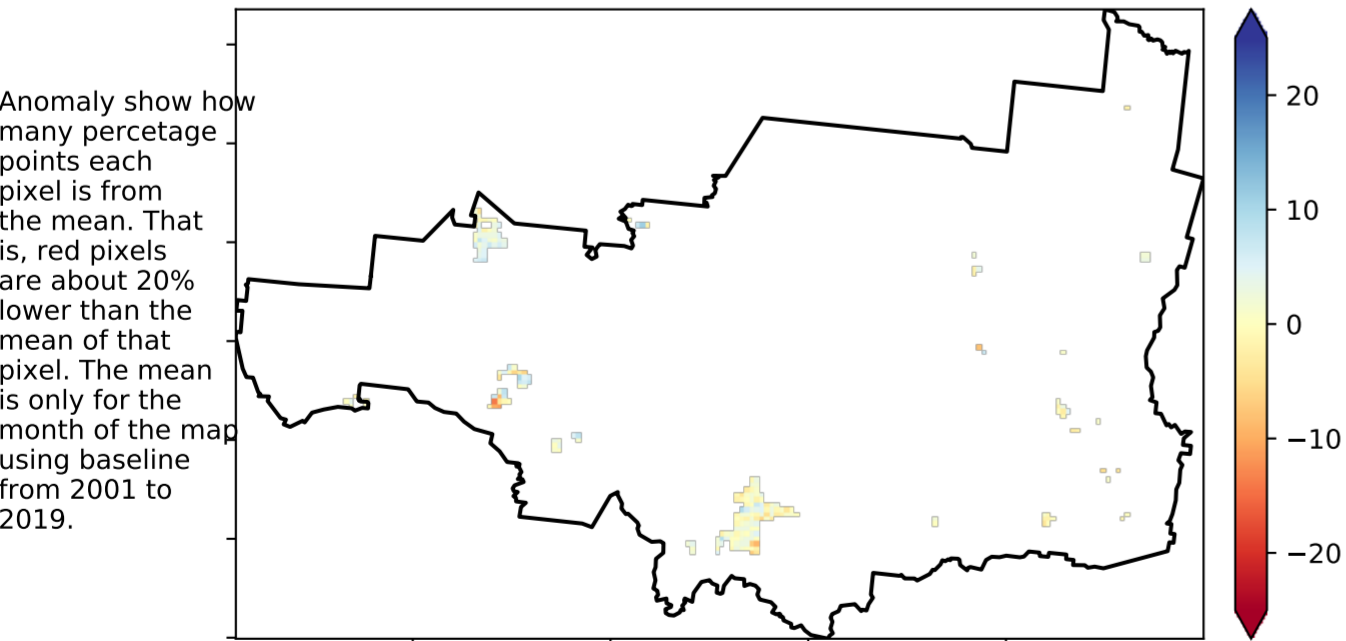 Anomaly show how
many percetage
points each
pixel is from
the mean. That
is, red pixels
are about 20%
lower than the
mean of that
pixel. The mean
is only for the
month of the map
using baseline
from 2001 to
2019.
20
10
0
−10
−20